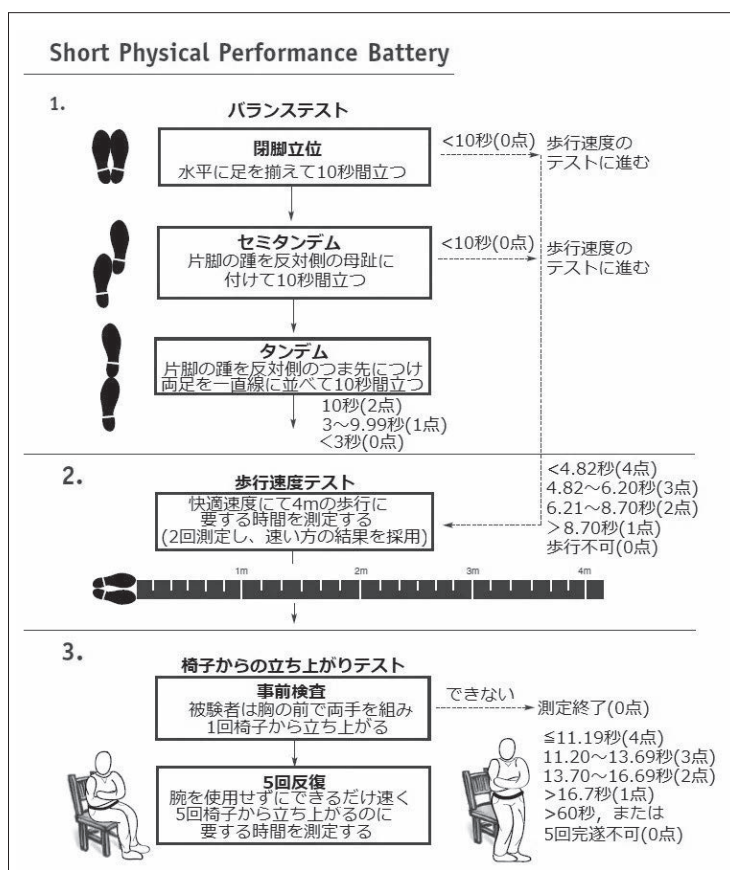 Short Physical Performance Battery
1.
バランステスト
閉脚立位
水平に足を揃えて10秒間立つ
<10秒(0点)
歩行速度の
テストに進む
セミタンデム
片脚の踵を反対側の母趾に
付けて10秒間立つ
<10秒(0点)
歩行速度の
テストに進む
タンデム
片脚の踵を反対側のつま先につけ
両足を一直線に並べて10秒間立つ
10秒(2点)
3〜9.99秒(1点)
<3秒(0点)
2.
歩行速度テスト
快適速度にて4mの歩行に
要する時間を測定する
(2回測定し、速い方の結果を採用)
<4.82秒(4点)
4.82〜6.20秒(3点)
6.21〜8.70秒(2点)
＞8.70秒(1点)
歩行不可(0点)
1m
2m
3m
4m
3.
椅子からの立ち上がりテスト
事前検査
被験者は胸の前で両手を組み
1回椅子から立ち上がる
できない
測定終了(0点)
5回反復
腕を使用せずにできるだけ速く
5回椅子から立ち上がるのに
要する時間を測定する
≦11.19秒(4点)
11.20〜13.69秒(3点)
13.70〜16.69秒(2点)
>16.7秒(1点)
>60秒，または
5回完遂不可(0点)